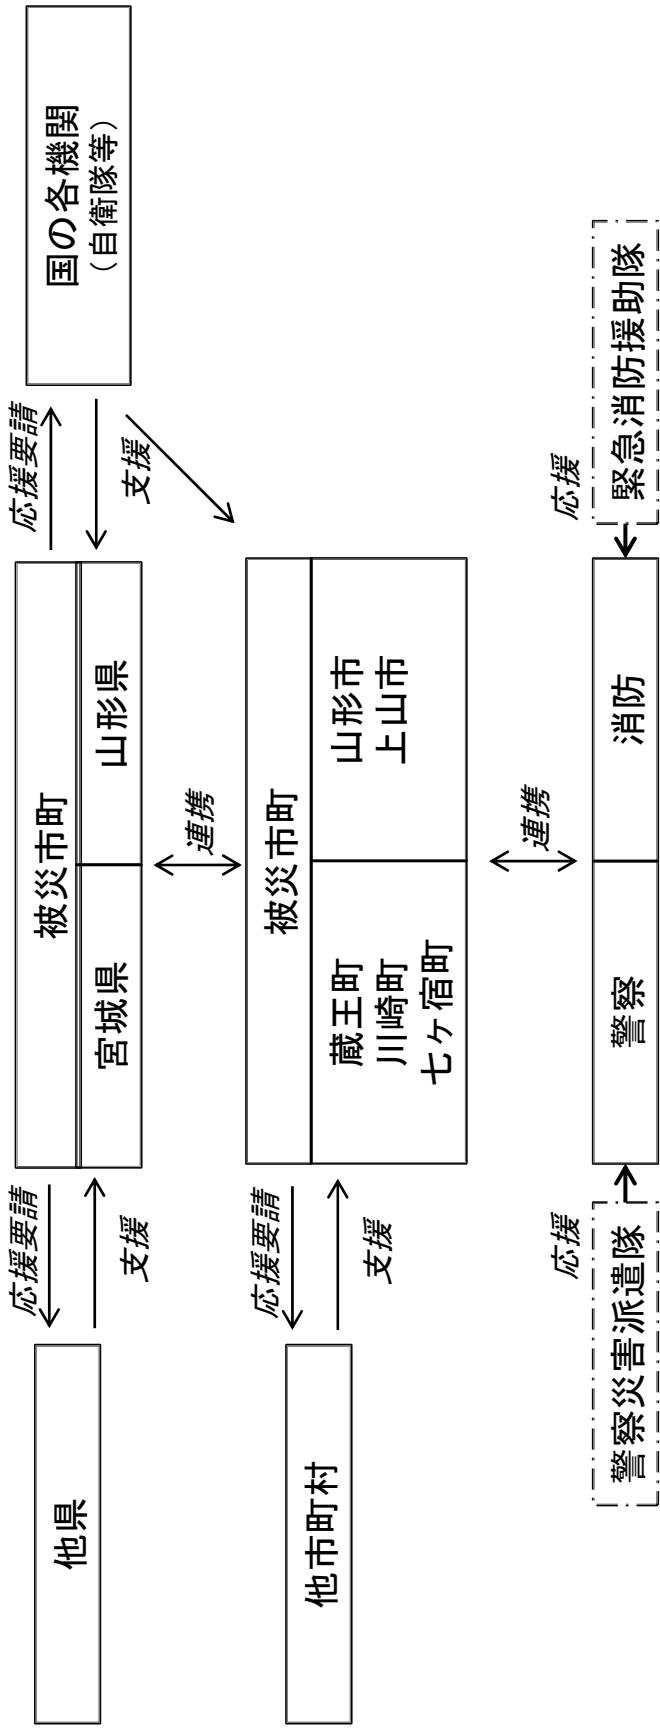 被災市町
宮城県
山形県
他県
応援要請
支援
応援要請
支援
国の各機関
（自衛隊等）
連携
被災市町
蔵王町
川崎町
七ヶ宿町
山形市
上山市
他市町村
応援要請
支援
連携
警察災害派遣隊
応援
警察
消防
応援
緊急消防援助隊